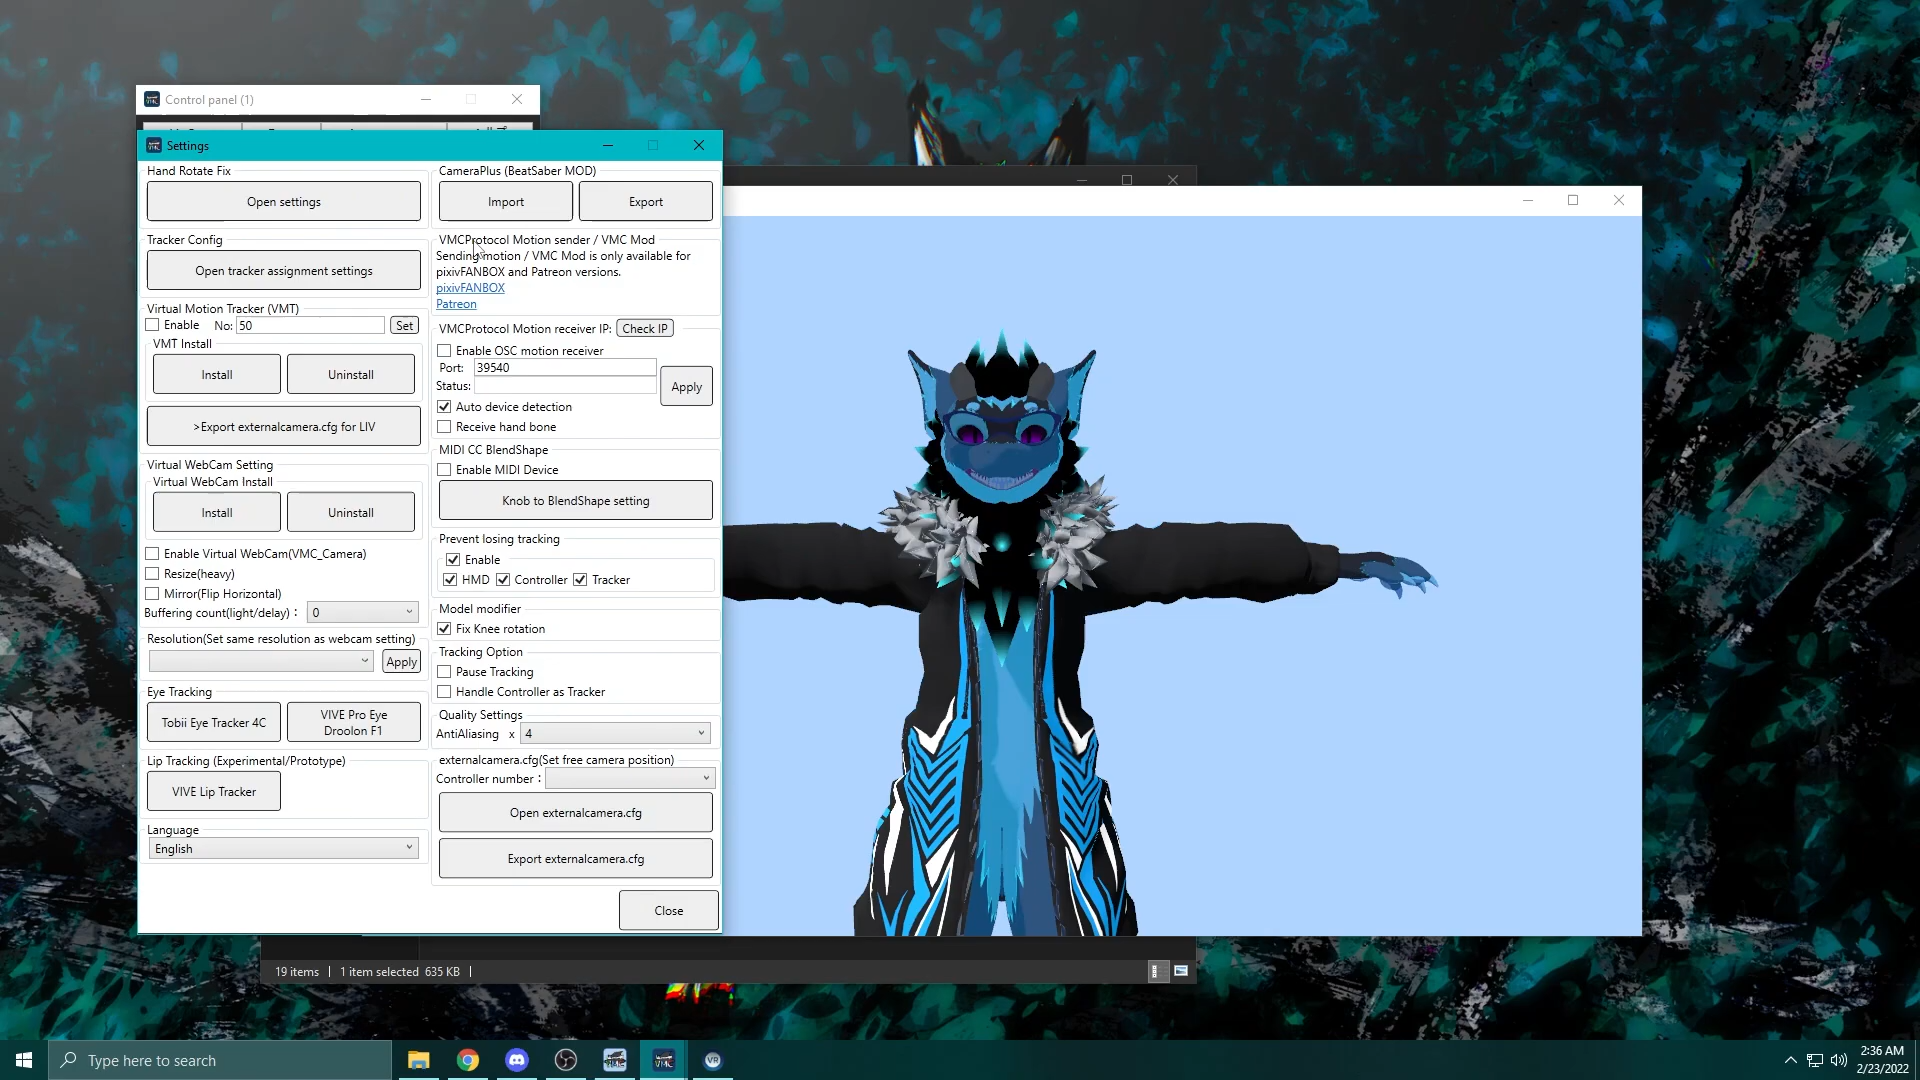 Control panel (1)
Settings
Hand Rotate Fix
Open settings
Tracker Config
Open tracker assignment settings
Virtual Motion Tracker (VMT)
Enable No: 50 Set
VMT Install
Install Uninstall
>Export externalcamera.cfg for LIV
Virtual WebCam Setting
Virtual WebCam Install
Install Uninstall
Enable Virtual WebCam(VMC_Camera)
Resize(heavy)
Mirror(Flip Horizontal)
Buffering count(light/delay) : 0
Resolution(Set same resolution as webcam setting)
Apply
Eye Tracking
Tobii Eye Tracker 4C
VIVE Pro Eye
Droolon F1
Lip Tracking (Experimental/Prototype)
VIVE Lip Tracker
Language
English
CameraPlus (BeatSaber MOD)
Import Export
VMCProtocol Motion sender / VMC Mod
Sending motion / VMC Mod is only available for
pixivFANBOX and Patreon versions.
pixivFANBOX
Patreon
VMCProtocol Motion receiver IP: Check IP
Enable OSC motion receiver
Port: 39540
Status:
Apply
Auto device detection
Receive hand bone
MIDI CC BlendShape
Enable MIDI Device
Knob to BlendShape setting
Prevent losing tracking
Enable
HMD Controller Tracker
Model modifier
Fix Knee rotation
Tracking Option
Pause Tracking
Handle Controller as Tracker
Quality Settings
AntiAliasing x 4
externalcamera.cfg(Set free camera position)
Controller number :
Open externalcamera.cfg
Export externalcamera.cfg
Close
19 items | 1 item selected 635 KB |
Type here to search
VMC
VR
2:36 AM
2/23/2022